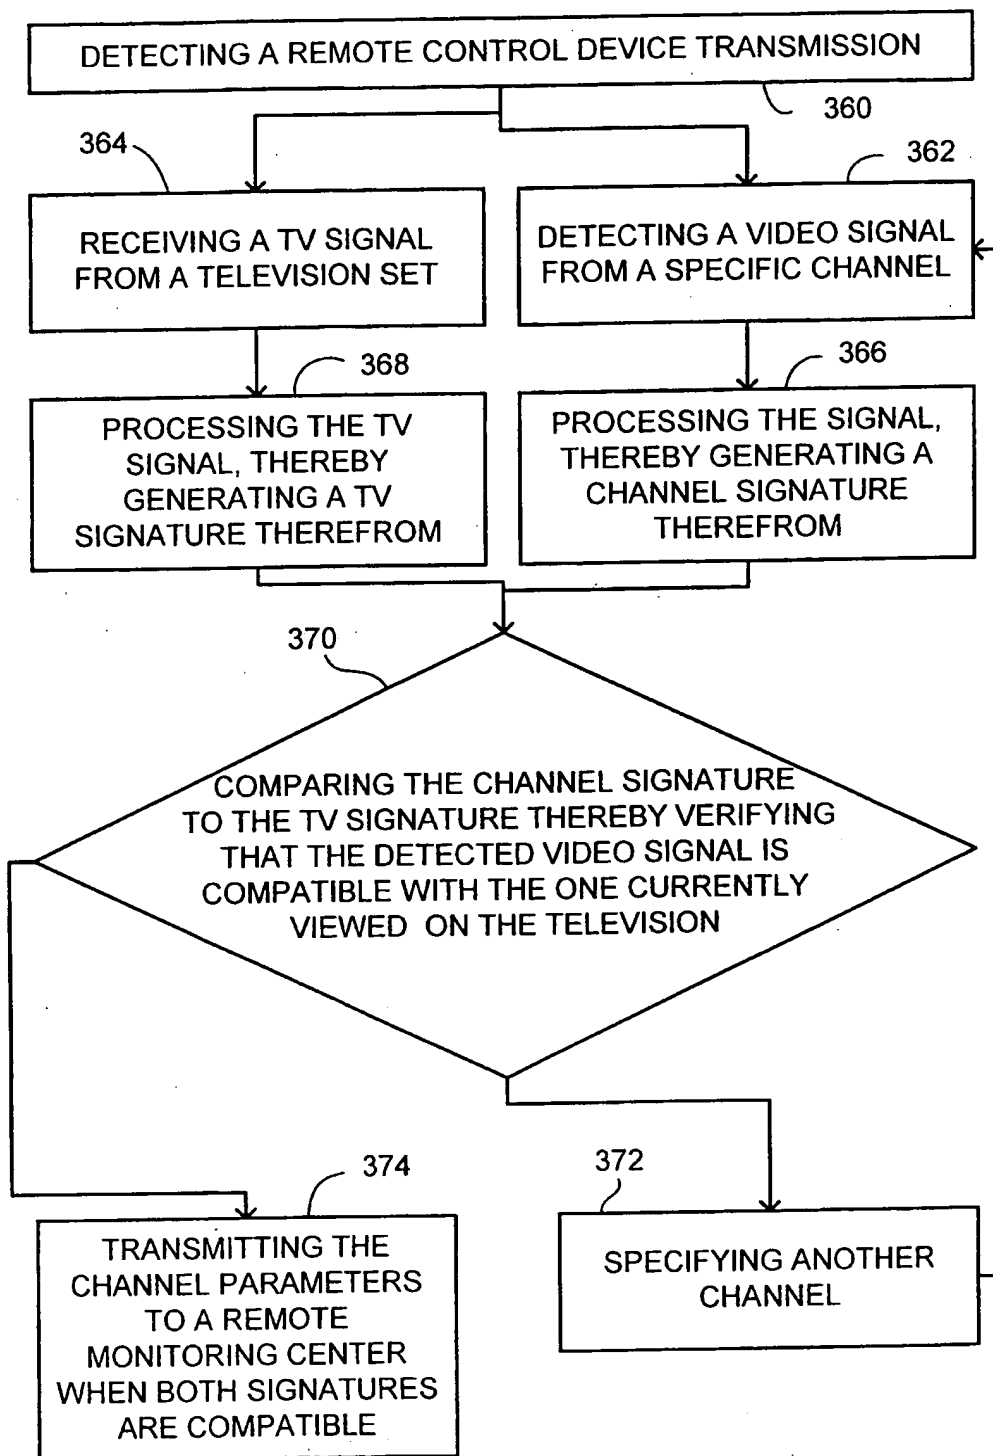 DETECTING A REMOTE CONTROL DEVICE TRANSMISSION
360
364
362
RECEIVING A TV SIGNAL
FROM A TELEVISION SET
DETECTING A VIDEO SIGNAL
FROM A SPECIFIC CHANNEL
368
366
PROCESSING THE TV
SIGNAL, THEREBY
GENERATING A TV
SIGNATURE THEREFROM
PROCESSING THE SIGNAL,
THEREBY GENERATING A
CHANNEL SIGNATURE
THEREFROM
370
COMPARING THE CHANNEL SIGNATURE
TO THE TV SIGNATURE THEREBY VERIFYING
THAT THE DETECTED VIDEO SIGNAL IS
COMPATIBLE WITH THE ONE CURRENTLY
VIEWED ON THE TELEVISION
374
372
TRANSMITTING THE
CHANNEL PARAMETERS
TO A REMOTE
MONITORING CENTER
WHEN BOTH SIGNATURES
ARE COMPATIBLE
SPECIFYING ANOTHER
CHANNEL